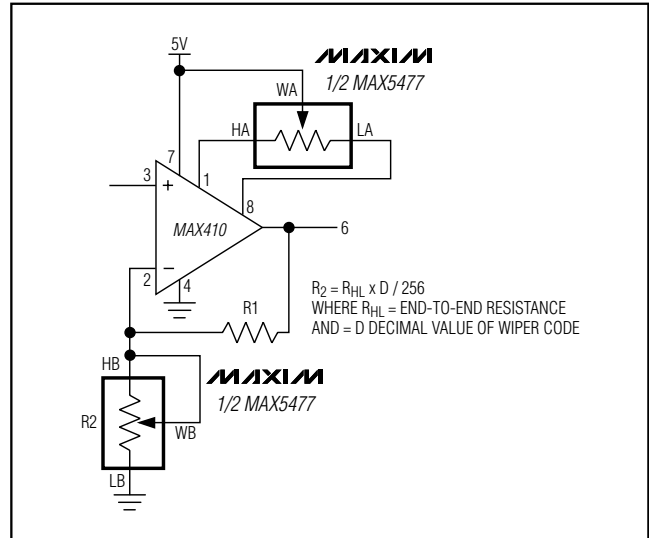 5V
MAXIM
1/2 MAX5477
WA
HA
LA
7
1
3
+
8
MAX410
6
2
−
4
R1
R₂ = R_HL x D / 256
WHERE R_HL = END-TO-END RESISTANCE
AND = D DECIMAL VALUE OF WIPER CODE
HB
MAXIM
1/2 MAX5477
R2
WB
LB